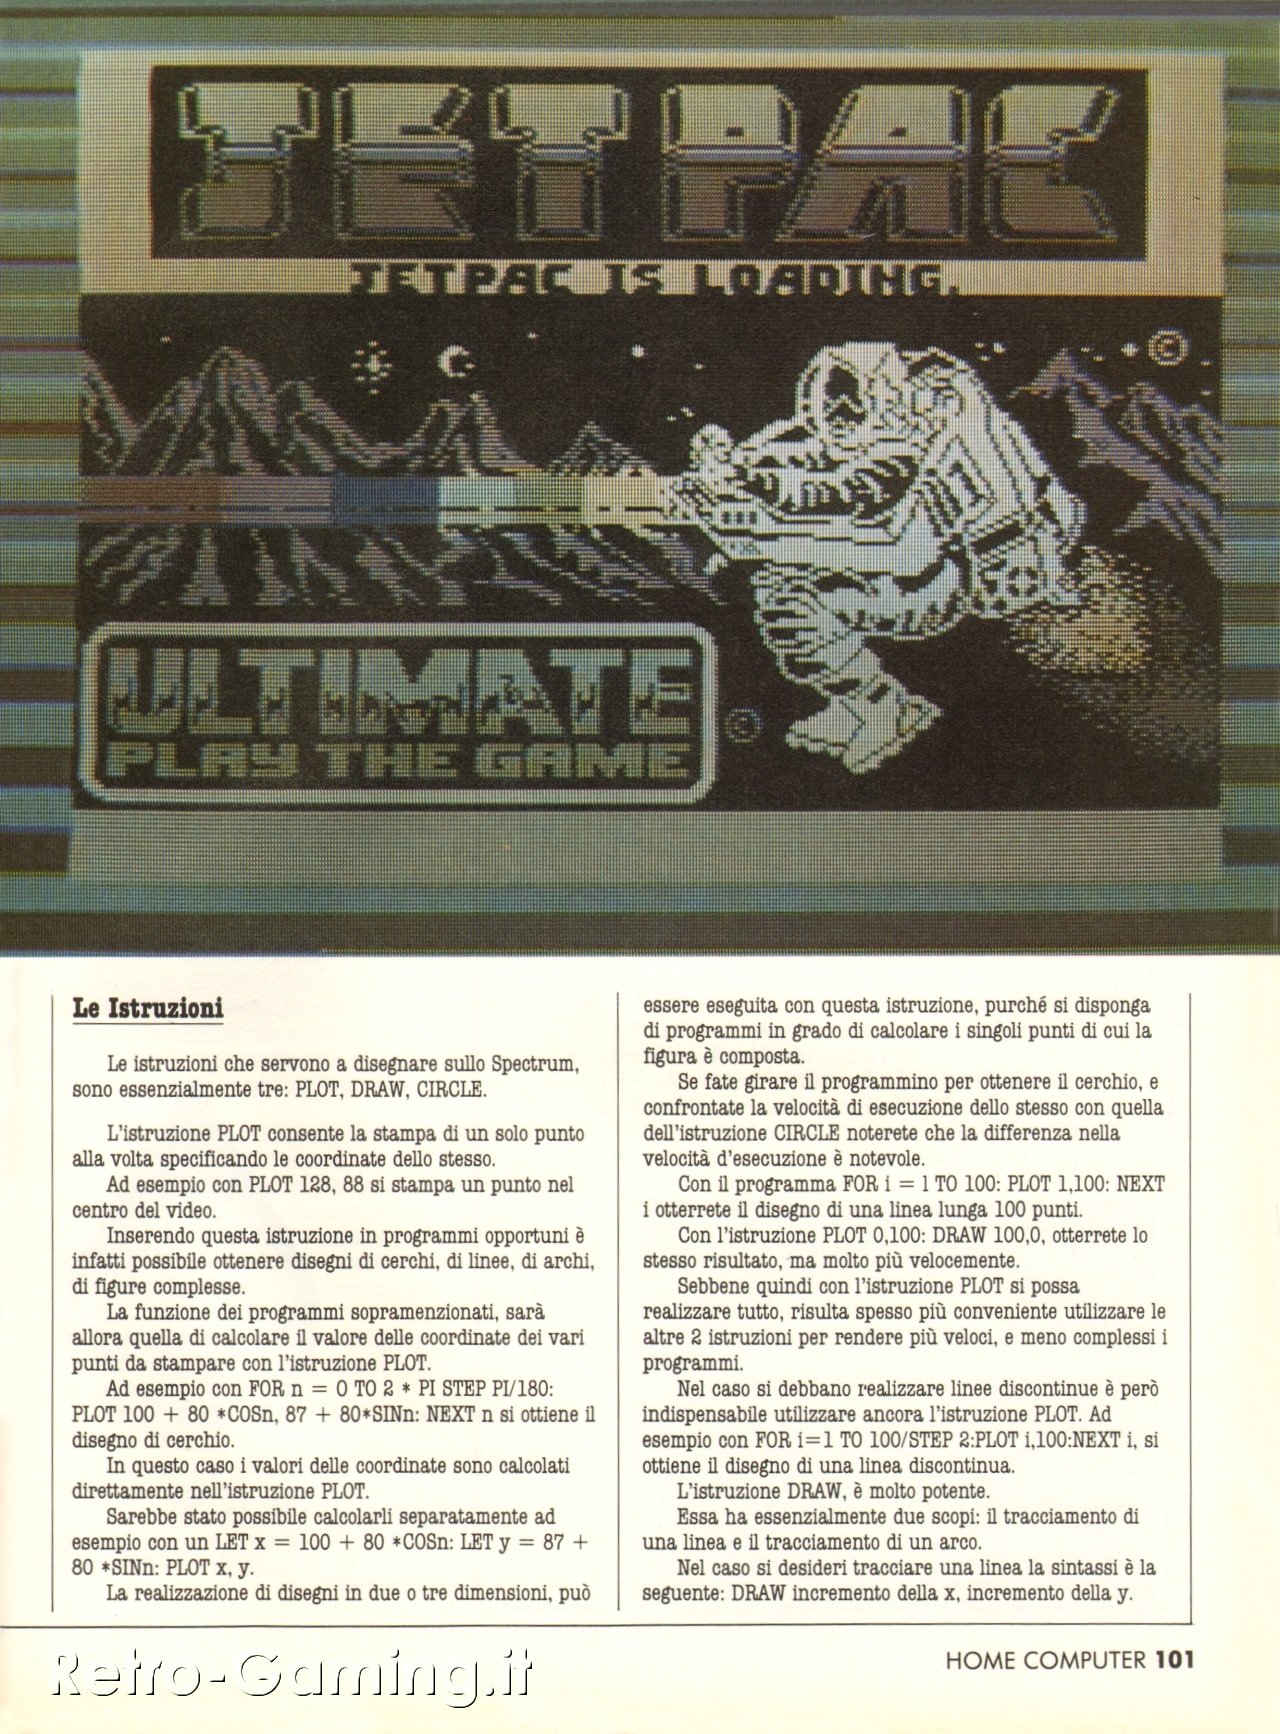 JETPAC
JETPAC IS LOADING.
ULTIMATE
PLAY THE GAME
Le Istruzioni
Le istruzioni che servono a disegnare sullo Spectrum,
sono essenzialmente tre: PLOT, DRAW, CIRCLE.
L'istruzione PLOT consente la stampa di un solo punto
alla volta specificando le coordinate dello stesso.
Ad esempio con PLOT 128, 88 si stampa un punto nel
centro del video.
Inserendo questa istruzione in programmi opportuni è
infatti possibile ottenere disegni di cerchi, di linee, di archi,
di figure complesse.
La funzione dei programmi sopramenzionati, sarà
allora quella di calcolare il valore delle coordinate dei vari
punti da stampare con l'istruzione PLOT.
Ad esempio con FOR n = 0 TO 2 * PI STEP PI/180:
PLOT 100 + 80 *COSn, 87 + 80*SINn: NEXT n si ottiene il
disegno di cerchio.
In questo caso i valori delle coordinate sono calcolati
direttamente nell'istruzione PLOT.
Sarebbe stato possibile calcolarli separatamente ad
esempio con un LET x = 100 + 80 *COSn: LET y = 87 +
80 *SINn: PLOT x, y.
La realizzazione di disegni in due o tre dimensioni, può
essere eseguita con questa istruzione, purché si disponga
di programmi in grado di calcolare i singoli punti di cui la
figura è composta.
Se fate girare il programmino per ottenere il cerchio, e
confrontate la velocità di esecuzione dello stesso con quella
dell'istruzione CIRCLE noterete che la differenza nella
velocità d'esecuzione è notevole.
Con il programma FOR i = 1 TO 100: PLOT 1,100: NEXT
i otterrete il disegno di una linea lunga 100 punti.
Con l'istruzione PLOT 0,100: DRAW 100,0, otterrete lo
stesso risultato, ma molto più velocemente.
Sebbene quindi con l'istruzione PLOT si possa
realizzare tutto, risulta spesso più conveniente utilizzare le
altre 2 istruzioni per rendere più veloci, e meno complessi i
programmi.
Nel caso si debbano realizzare linee discontinue è però
indispensabile utilizzare ancora l'istruzione PLOT. Ad
esempio con FOR i=1 TO 100/STEP 2:PLOT i,100:NEXT i, si
ottiene il disegno di una linea discontinua.
L'istruzione DRAW, è molto potente.
Essa ha essenzialmente due scopi: il tracciamento di
una linea e il tracciamento di un arco.
Nel caso si desideri tracciare una linea la sintassi è la
seguente: DRAW incremento della x, incremento della y.
HOME COMPUTER 101
Retro-Gaming.it